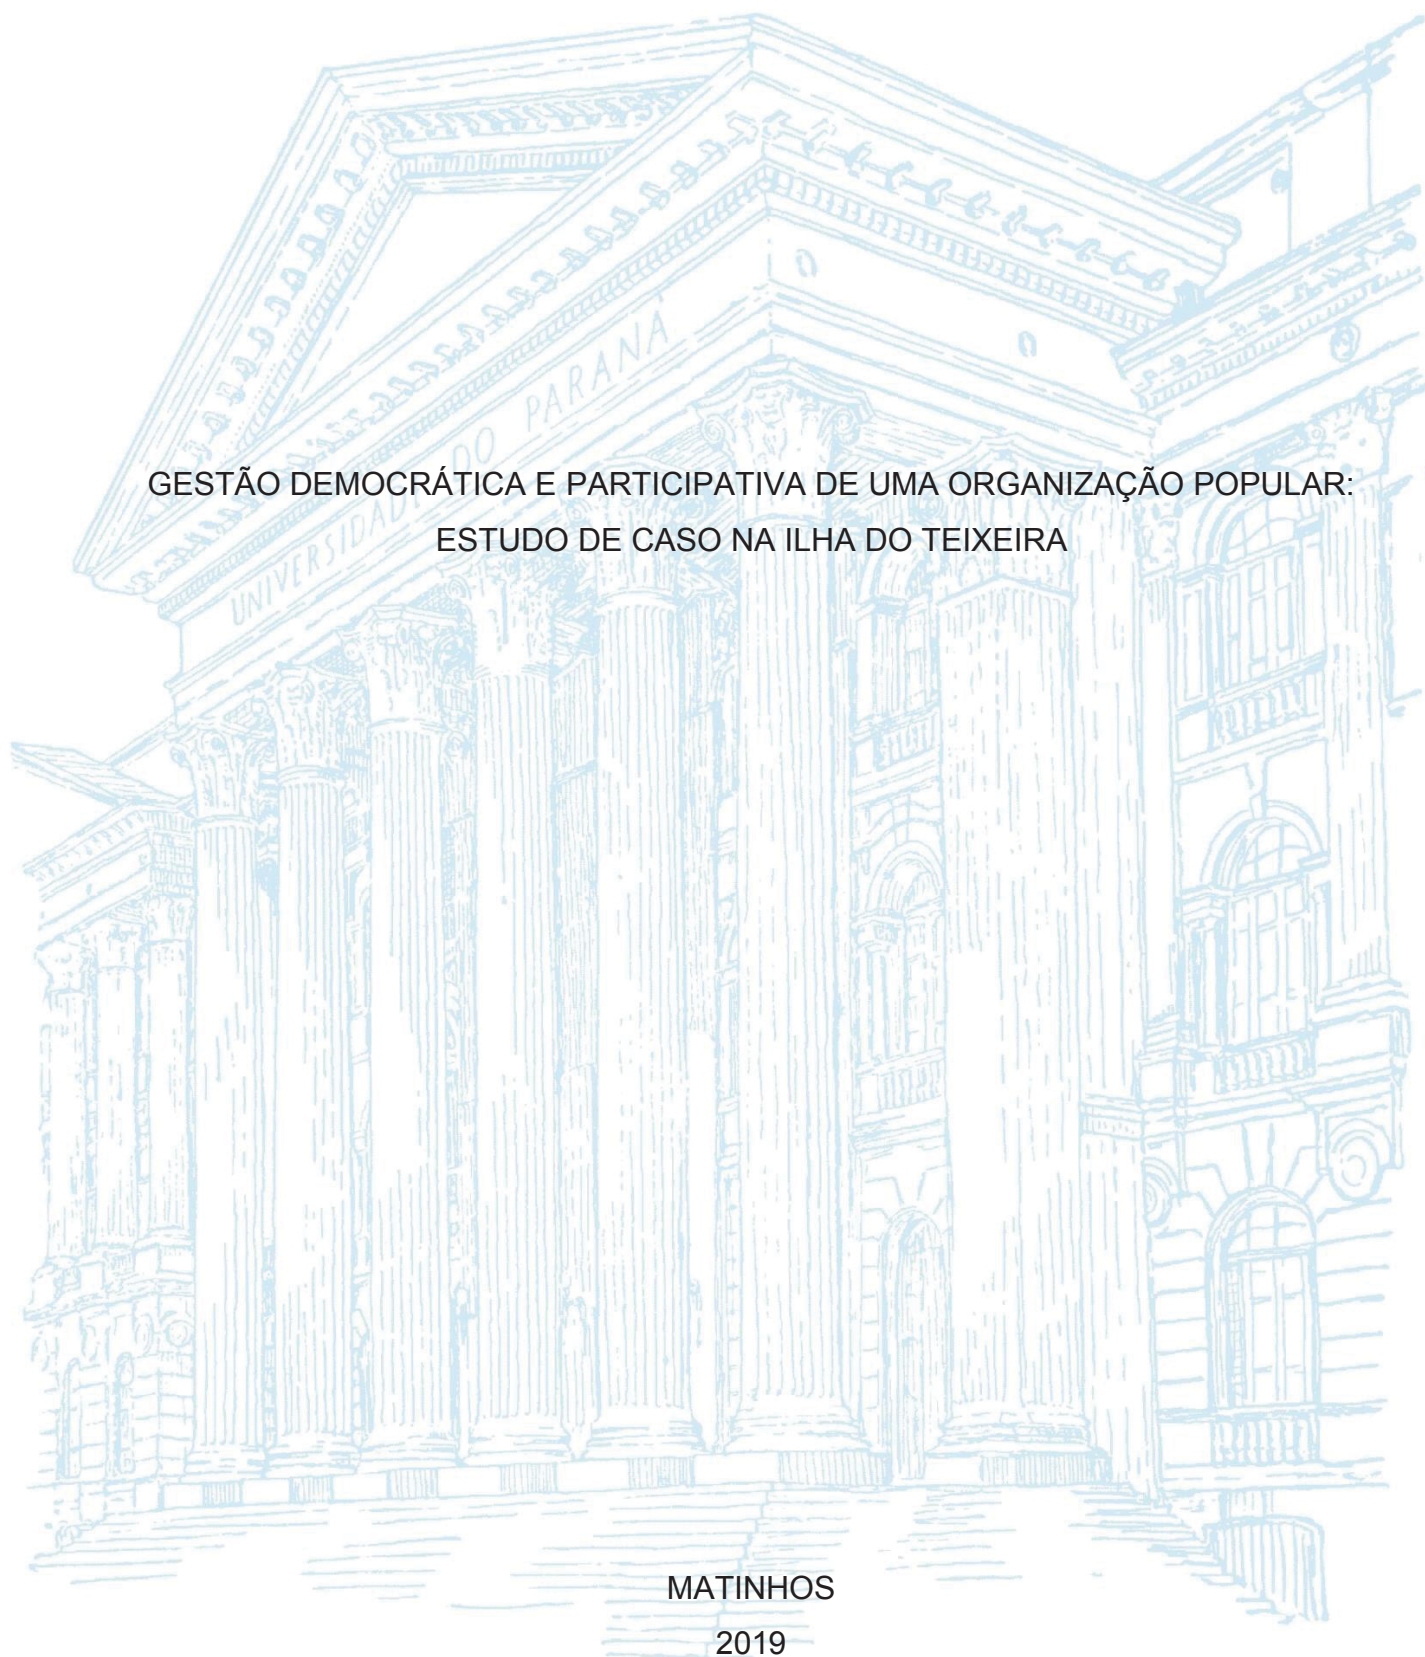 UNIVERSIDADE DO PARANÁ
GESTÃO DEMOCRÁTICA E PARTICIPATIVA DE UMA ORGANIZAÇÃO POPULAR:
ESTUDO DE CASO NA ILHA DO TEIXEIRA
MATINHOS
2019